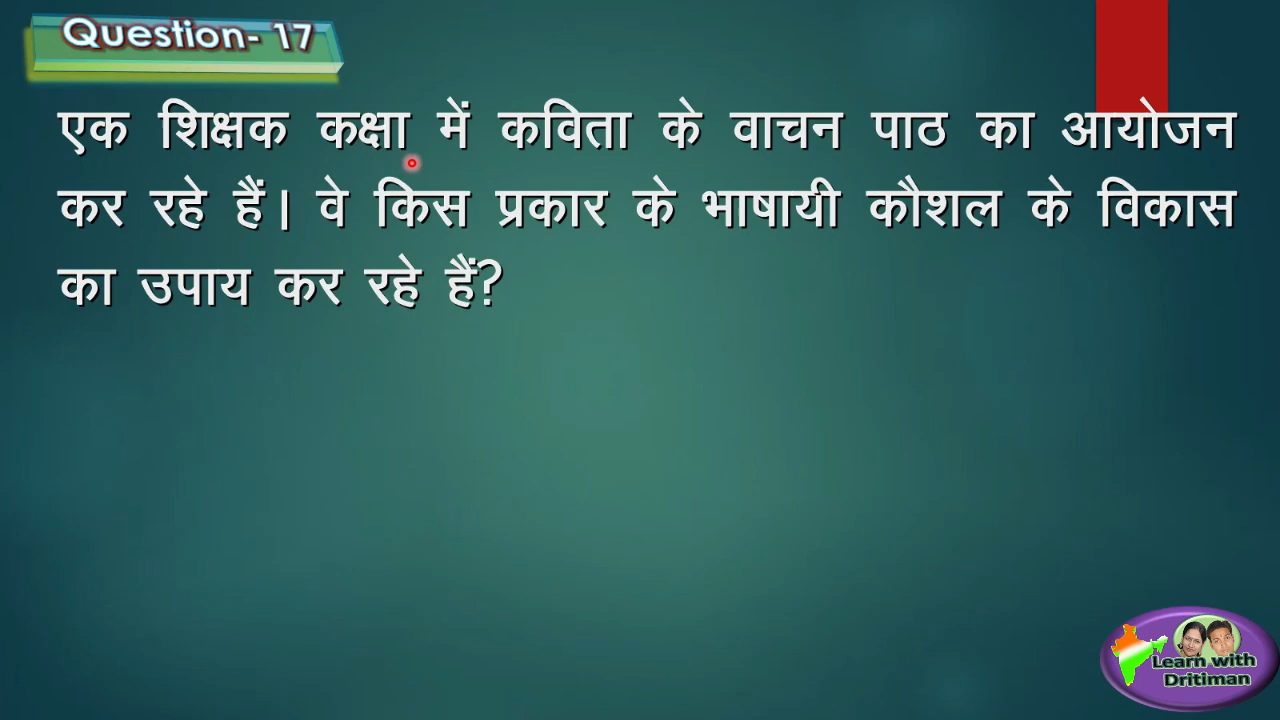 Question- 17
एक शिक्षक कक्षा में कविता के वाचन पाठ का आयोजन
कर रहे हैं। वे किस प्रकार के भाषायी कौशल के विकास
का उपाय कर रहे हैं?
Learn with
Dritiman